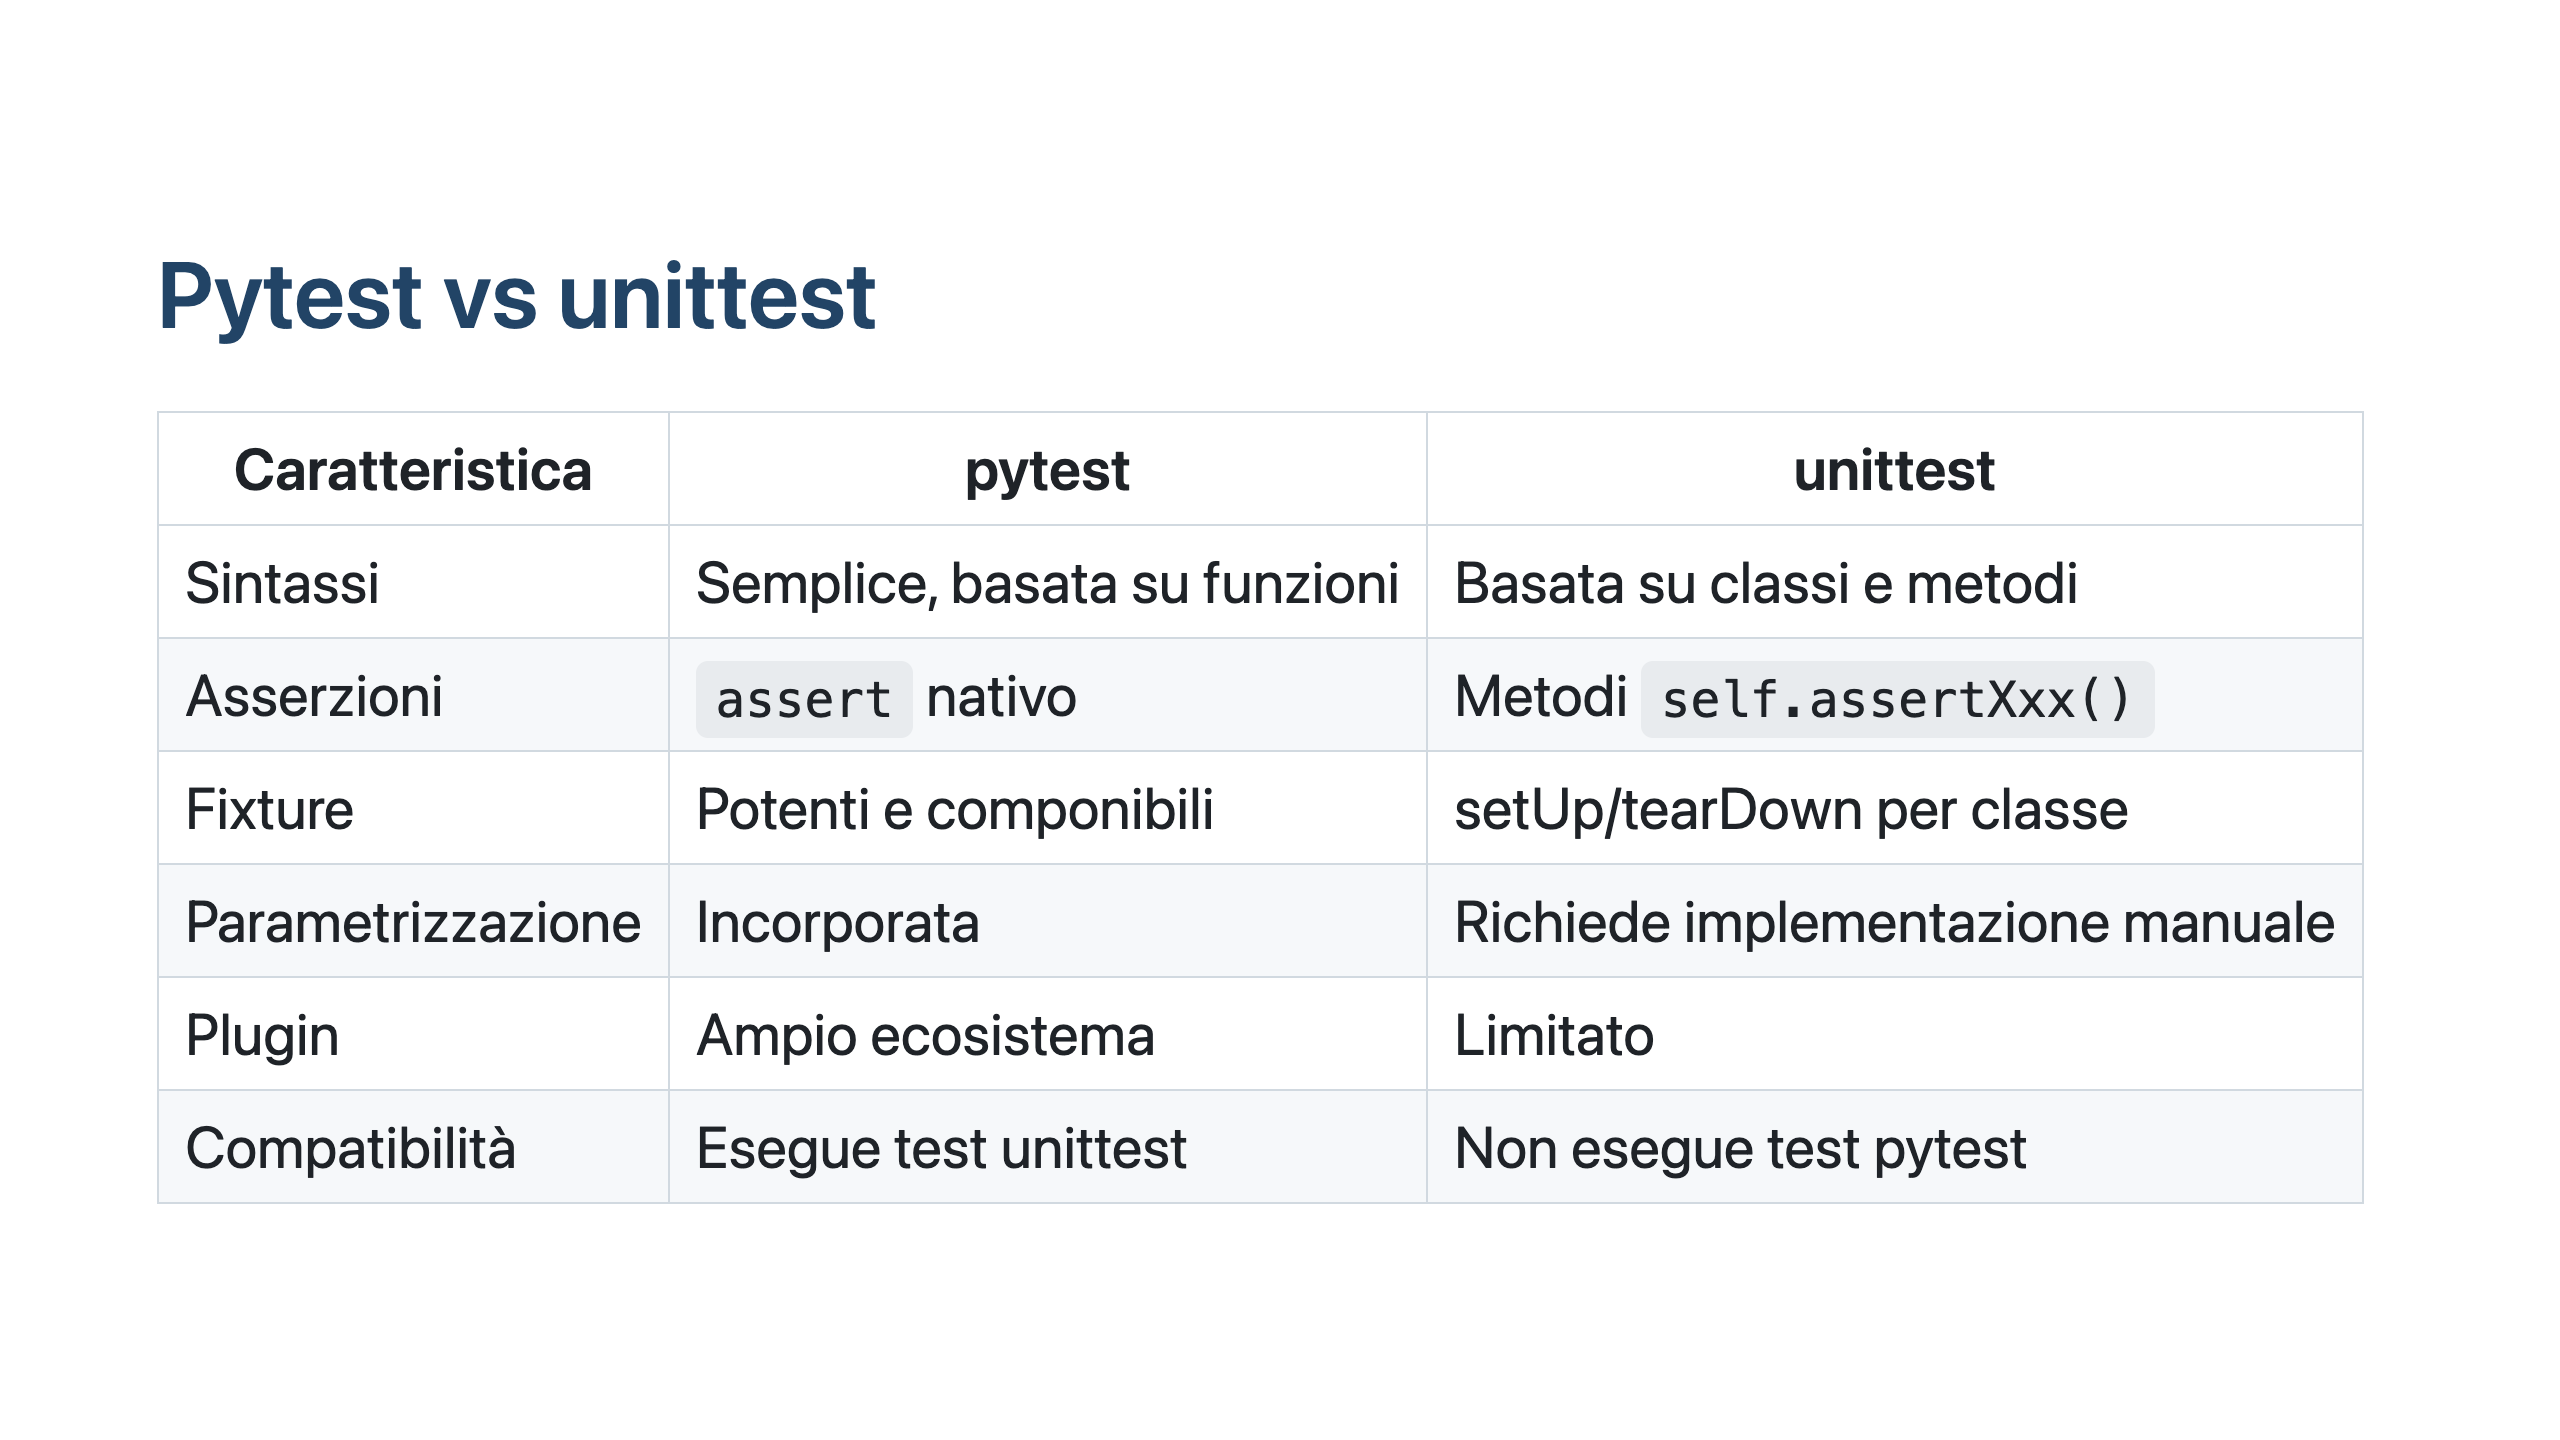 Pytest vs unittest
Caratteristica pytest unittest
Sintassi Semplice, basata su funzioni Basata su classi e metodi
Asserzioni assert nativo Metodi self.assertXxx()
Fixture Potenti e componibili setUp/tearDown per classe
Parametrizzazione Incorporata Richiede implementazione manuale
Plugin Ampio ecosistema Limitato
Compatibilità Esegue test unittest Non esegue test pytest